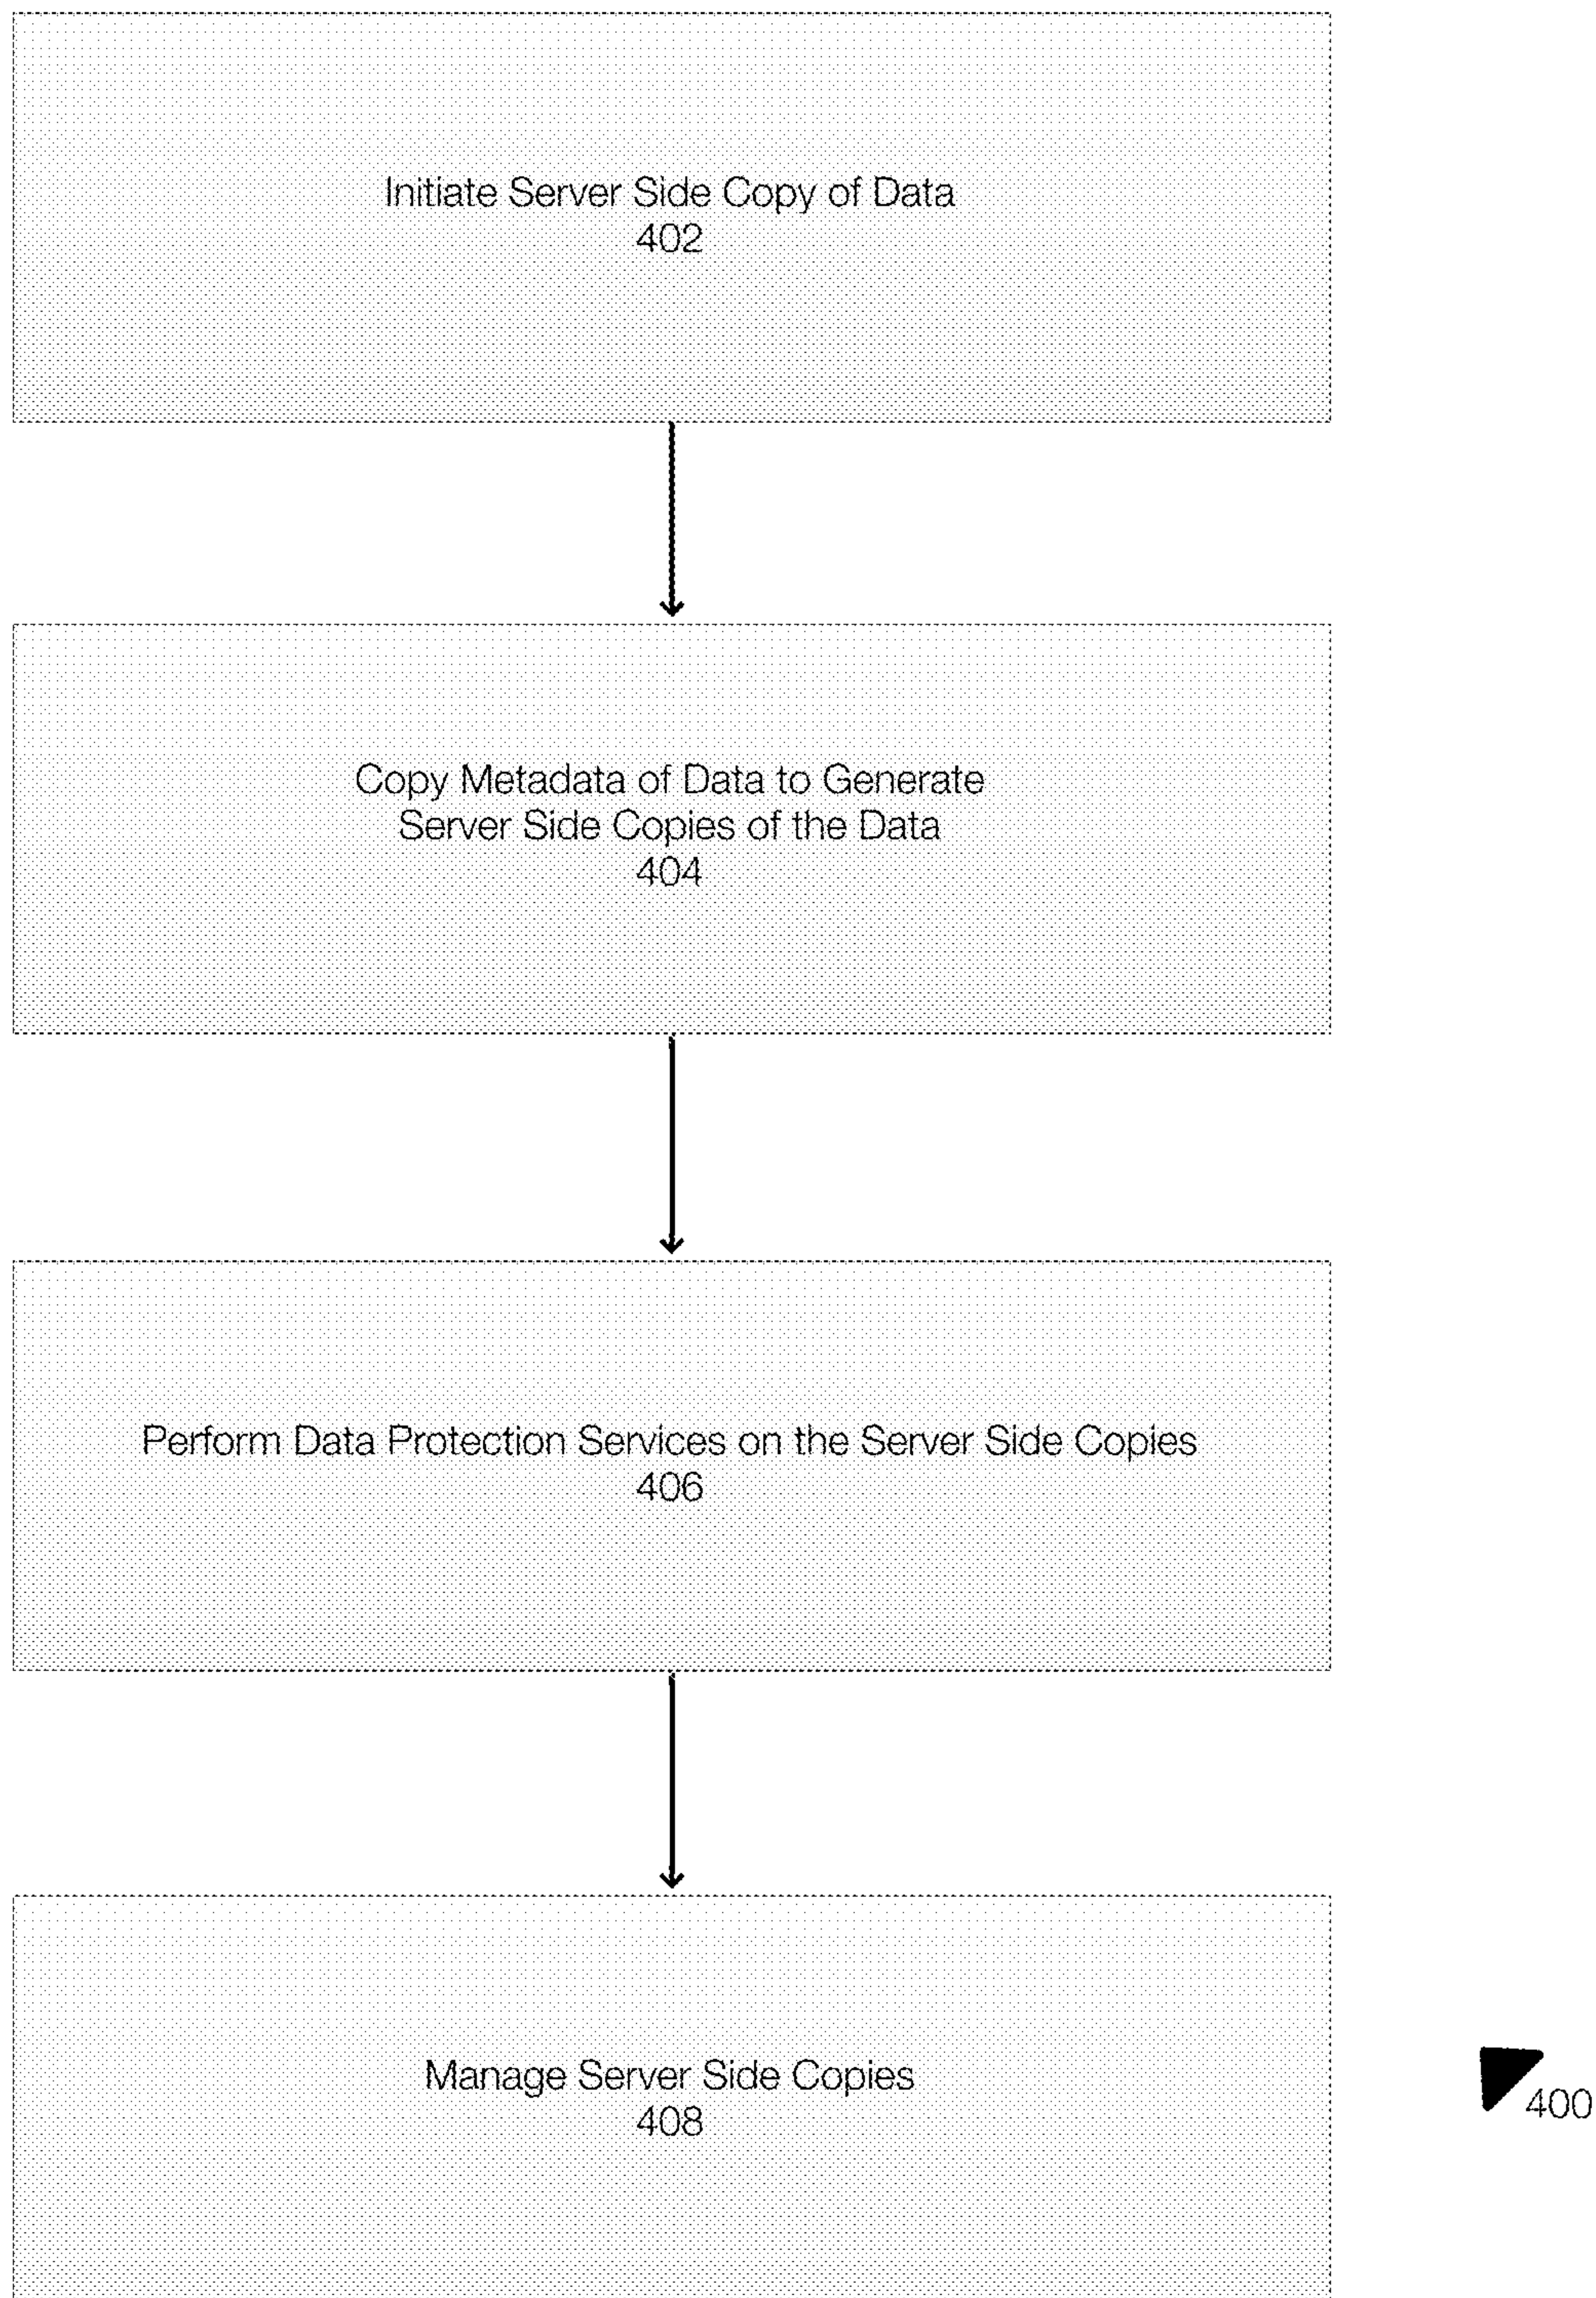 Initiate Server Side Copy of Data
402
Copy Metadata of Data to Generate
Server Side Copies of the Data
404
Perform Data Protection Services on the Server Side Copies
406
Manage Server Side Copies
408
400